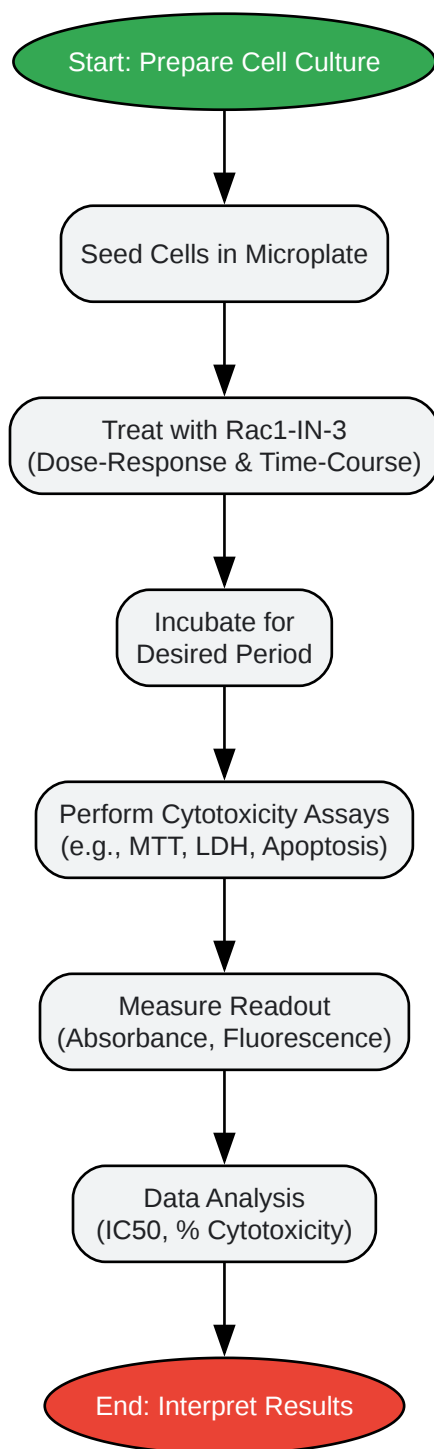 Start: Prepare Cell Culture
Seed Cells in Microplate
Treat with Rac1-IN-3
(Dose-Response & Time-Course)
Incubate for
Desired Period
Perform Cytotoxicity Assays
(e.g., MTT, LDH, Apoptosis)
Measure Readout
(Absorbance, Fluorescence)
Data Analysis
(IC50, % Cytotoxicity)
End: Interpret Results